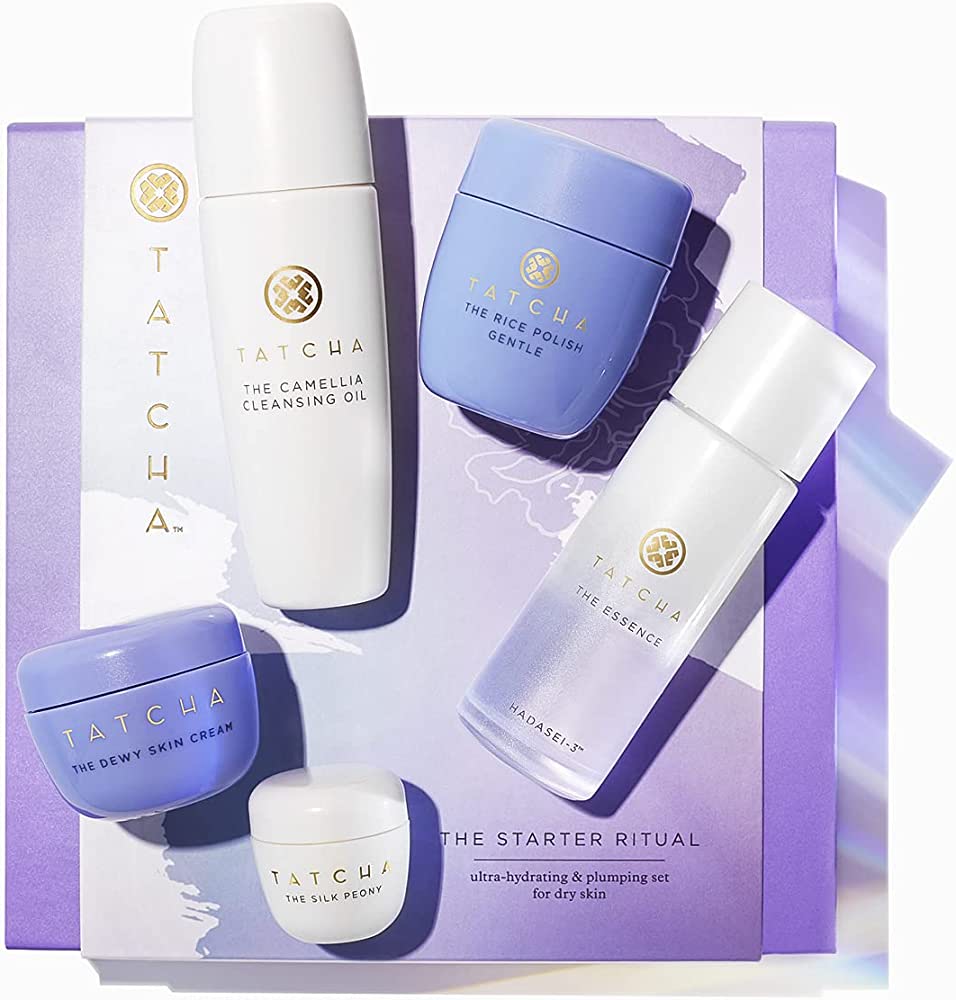 TATCHA™
TATCHA
THE CAMELLIA
CLEANSING OIL
TATCHA
THE RICE POLISH
GENTLE
TATCHA
THE ESSENCE
HADASEI-3™
TATCHA
THE DEWY SKIN CREAM
TATCHA
THE SILK PEONY
THE STARTER RITUAL
ultra-hydrating & plumping set
for dry skin